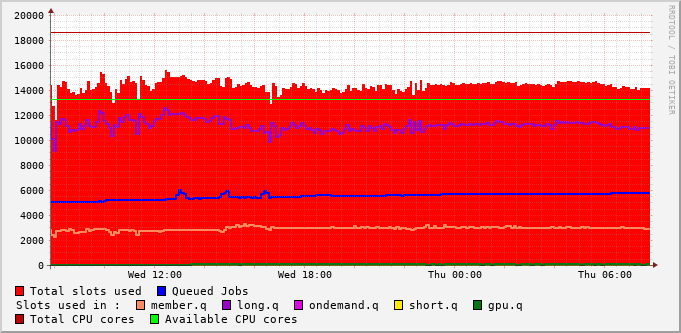 20000
18000
16000
14000
12000
10000
8000
6000
4000
2000
0
Wed 12:00 Wed 18:00 Thu 00:00 Thu 06:00
RRDTOOL / TOBI OETIKER
Total slots used Queued Jobs
Slots used in : member.q long.q ondemand.q short.q gpu.q
Total CPU cores Available CPU cores